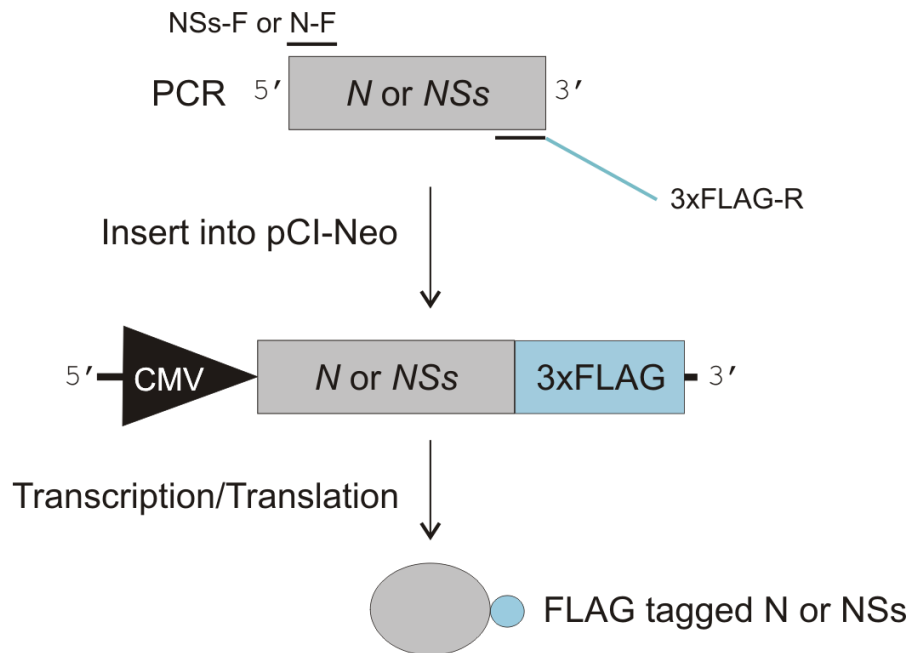 NSs-F or N-F
PCR 5′ N or NSs 3′
3xFLAG-R
Insert into pCI-Neo
5′ CMV N or NSs 3xFLAG 3′
Transcription/Translation
FLAG tagged N or NSs